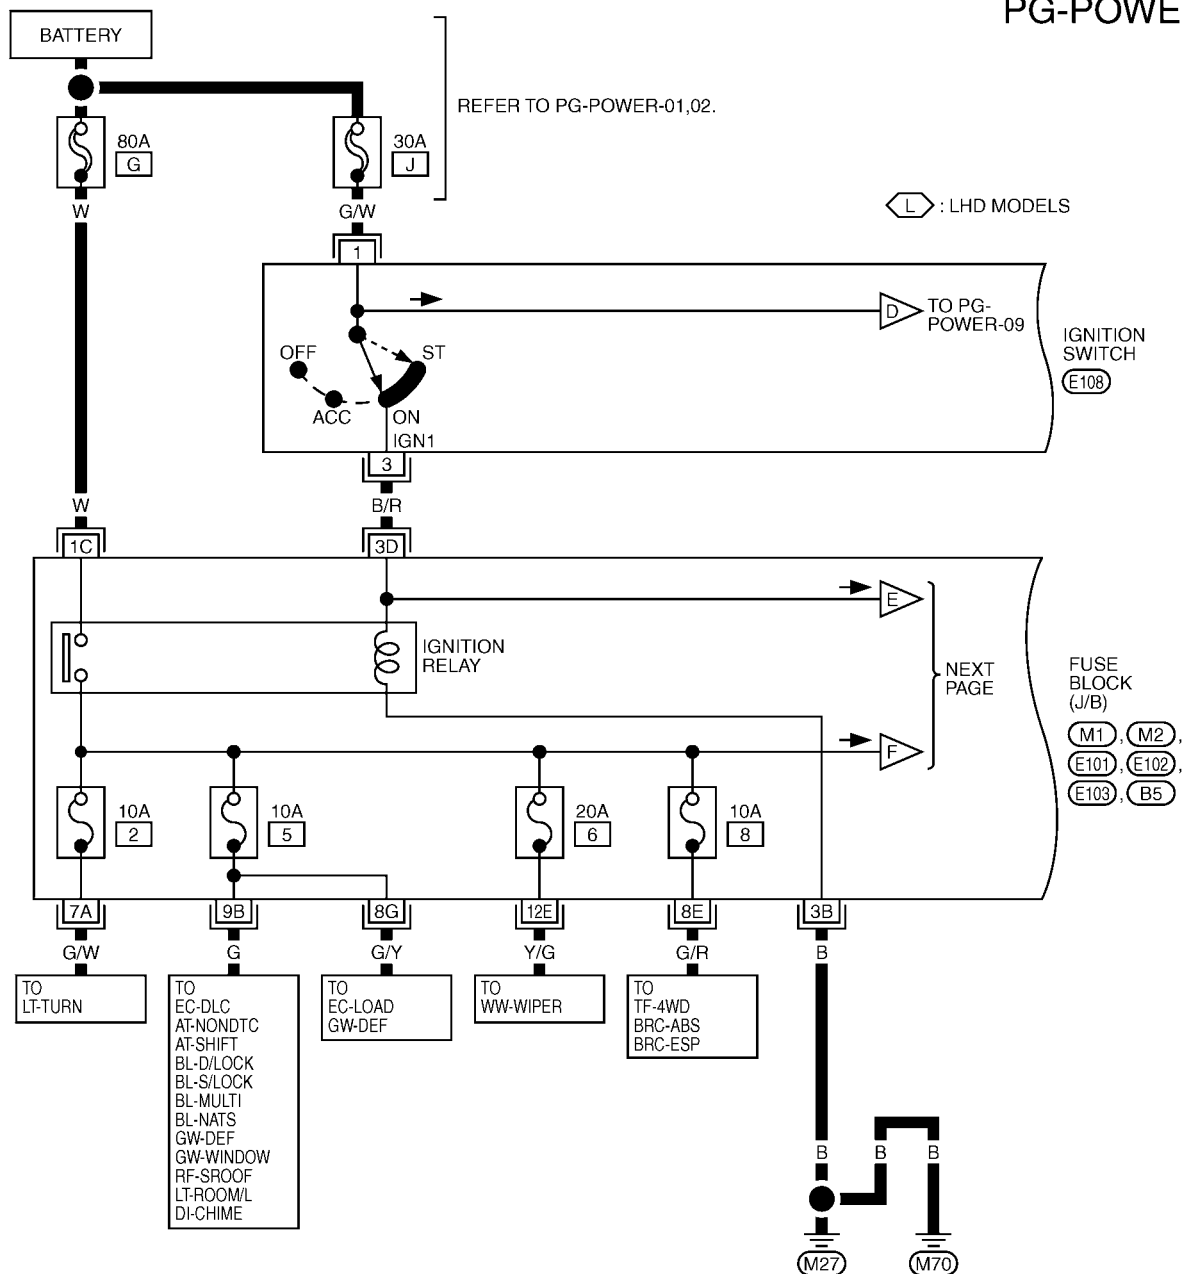 PG-POWE
BATTERY
REFER TO PG-POWER-01,02.
80A
G
30A
J
W
G/W
L : LHD MODELS
1
D
TO PG-
POWER-09
IGNITION
SWITCH
E108
OFF
ST
ACC
ON
IGN1
3
W
B/R
1C
3D
E
IGNITION
RELAY
NEXT
PAGE
F
FUSE
BLOCK
(J/B)
M1 , M2 ,
E101 , E102 ,
E103 , B5
10A
2
10A
5
20A
6
10A
8
7A
9B
8G
12E
8E
3B
G/W
G
G/Y
Y/G
G/R
B
TO
LT-TURN
TO
EC-DLC
AT-NONDTC
AT-SHIFT
BL-D/LOCK
BL-S/LOCK
BL-MULTI
BL-NATS
GW-DEF
GW-WINDOW
RF-SROOF
LT-ROOM/L
DI-CHIME
TO
EC-LOAD
GW-DEF
TO
WW-WIPER
TO
TF-4WD
BRC-ABS
BRC-ESP
B
B
B
M27
M70